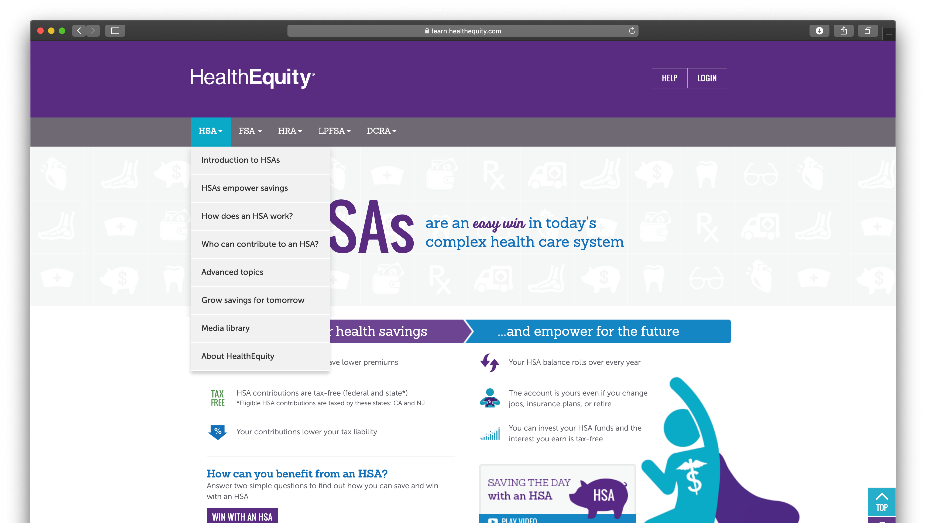 learn.healthequity.com
HealthEquity
HELP
LOGIN
HSA
FSA
HRA
LPFSA
DCRA
Introduction to HSAs
HSAs empower savings
How does an HSA work?
Who can contribute to an HSA?
Advanced topics
Grow savings for tomorrow
Media library
About HealthEquity
SAs
are an easy win in today's
complex health care system
health savings
...and empower for the future
lower premiums
Your HSA balance rolls over every year
TAX
FREE
HSA contributions are tax-free (federal and state*)
*Eligible HSA contributions are taxed by these states: CA and NJ
The account is yours even if you change
jobs, insurance plans, or retire
%
Your contributions lower your tax liability
You can invest your HSA funds and the
interest you earn is tax-free
How can you benefit from an HSA?
Answer two simple questions to find out how you can save and win
with an HSA
WIN WITH AN HSA
SAVING THE DAY
with an HSA
HSA
PLAY VIDEO
TOP